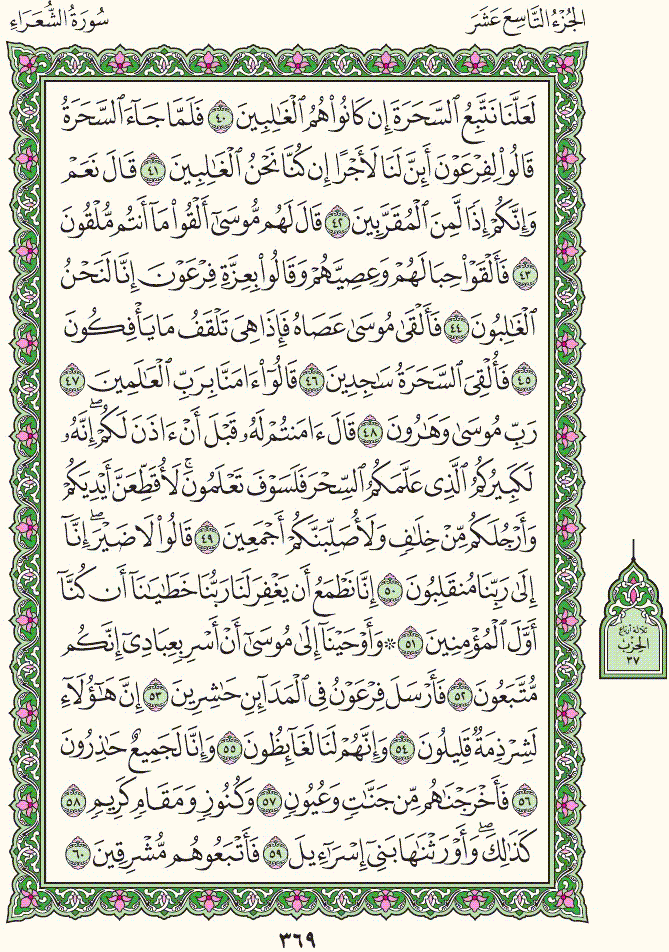 الجُزْءُ التَّاسِعَ عَشَرَ
سُورَةُ الشُّعَرَاءِ
لَعَلَّنَا نَتَّبِعُ ٱلسَّحَرَةَ إِن كَانُوا۟ هُمُ ٱلْغَـٰلِبِينَ ٤٠ فَلَمَّا جَآءَ ٱلسَّحَرَةُ
قَالُوا۟ لِفِرْعَوْنَ أَئِنَّ لَنَا لَأَجْرًا إِن كُنَّا نَحْنُ ٱلْغَـٰلِبِينَ ٤١ قَالَ نَعَمْ
وَإِنَّكُمْ إِذًا لَّمِنَ ٱلْمُقَرَّبِينَ ٤٢ قَالَ لَهُم مُّوسَىٰٓ أَلْقُوا۟ مَآ أَنتُم مُّلْقُونَ
٤٣ فَأَلْقَوْا۟ حِبَالَهُمْ وَعِصِيَّهُمْ وَقَالُوا۟ بِعِزَّةِ فِرْعَوْنَ إِنَّا لَنَحْنُ
ٱلْغَـٰلِبُونَ ٤٤ فَأَلْقَىٰ مُوسَىٰ عَصَاهُ فَإِذَا هِىَ تَلْقَفُ مَا يَأْفِكُونَ
٤٥ فَأُلْقِىَ ٱلسَّحَرَةُ سَـٰجِدِينَ ٤٦ قَالُوٓا۟ ءَامَنَّا بِرَبِّ ٱلْعَـٰلَمِينَ ٤٧
رَبِّ مُوسَىٰ وَهَـٰرُونَ ٤٨ قَالَ ءَامَنتُمْ لَهُۥ قَبْلَ أَنْ ءَاذَنَ لَكُمْ ۖ إِنَّهُۥ
لَكَبِيرُكُمُ ٱلَّذِى عَلَّمَكُمُ ٱلسِّحْرَ فَلَسَوْفَ تَعْلَمُونَ ۚ لَأُقَطِّعَنَّ أَيْدِيَكُمْ
وَأَرْجُلَكُم مِّنْ خِلَـٰفٍ وَلَأُصَلِّبَنَّكُمْ أَجْمَعِينَ ٤٩ قَالُوا۟ لَا ضَيْرَ ۖ إِنَّآ
إِلَىٰ رَبِّنَا مُنقَلِبُونَ ٥٠ إِنَّا نَطْمَعُ أَن يَغْفِرَ لَنَا رَبُّنَا خَطَـٰيَـٰنَآ أَن كُنَّآ
أَوَّلَ ٱلْمُؤْمِنِينَ ٥١ ۞ وَأَوْحَيْنَآ إِلَىٰ مُوسَىٰٓ أَنْ أَسْرِ بِعِبَادِىٓ إِنَّكُم
مُّتَّبَعُونَ ٥٢ فَأَرْسَلَ فِرْعَوْنُ فِى ٱلْمَدَآئِنِ حَـٰشِرِينَ ٥٣ إِنَّ هَـٰٓؤُلَآءِ
لَشِرْذِمَةٌ قَلِيلُونَ ٥٤ وَإِنَّهُمْ لَنَا لَغَآئِظُونَ ٥٥ وَإِنَّا لَجَمِيعٌ حَـٰذِرُونَ
٥٦ فَأَخْرَجْنَـٰهُم مِّن جَنَّـٰتٍ وَعُيُونٍ ٥٧ وَكُنُوزٍ وَمَقَامٍ كَرِيمٍ ٥٨
كَذَٰلِكَ ۖ وَأَوْرَثْنَـٰهَا بَنِىٓ إِسْرَٰٓءِيلَ ٥٩ فَأَتْبَعُوهُم مُّشْرِقِينَ ٦٠
ثلاثة أرباع
الحزب
٣٧
٣٦٩